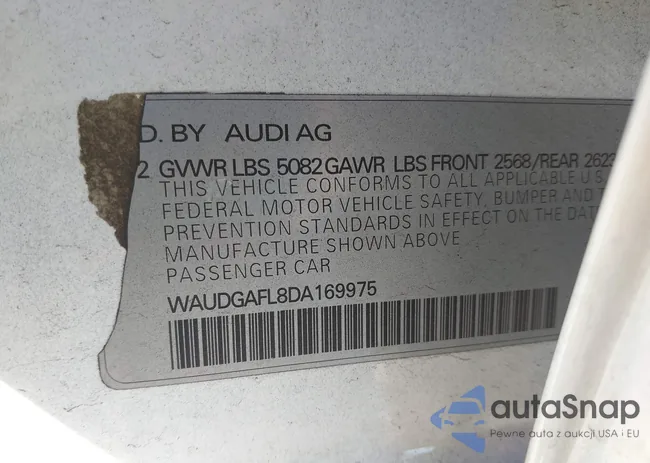 D. BY AUDI AG
2 GVWR LBS 5082 GAWR LBS FRONT 2568/REAR 2623
THIS VEHICLE CONFORMS TO ALL APPLICABLE U.S.
FEDERAL MOTOR VEHICLE SAFETY, BUMPER AND T
PREVENTION STANDARDS IN EFFECT ON THE DAT
MANUFACTURE SHOWN ABOVE
PASSENGER CAR
WAUDGAFL8DA169975
autaSnap
Pewne auta z aukcji USA i EU